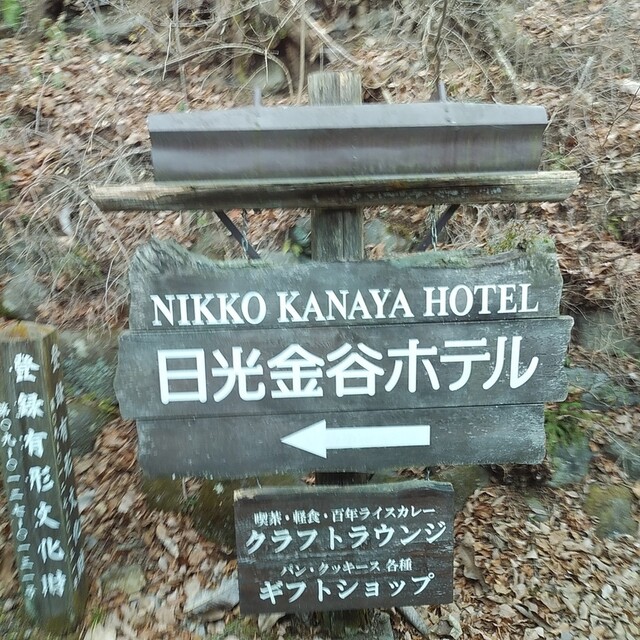 NIKKO KANAYA HOTEL
日光金谷ホテル
喫茶・軽食・百年ライスカレー
クラフトラウンジ
パン・クッキース 各種
ギフトショップ
登録有形文化財